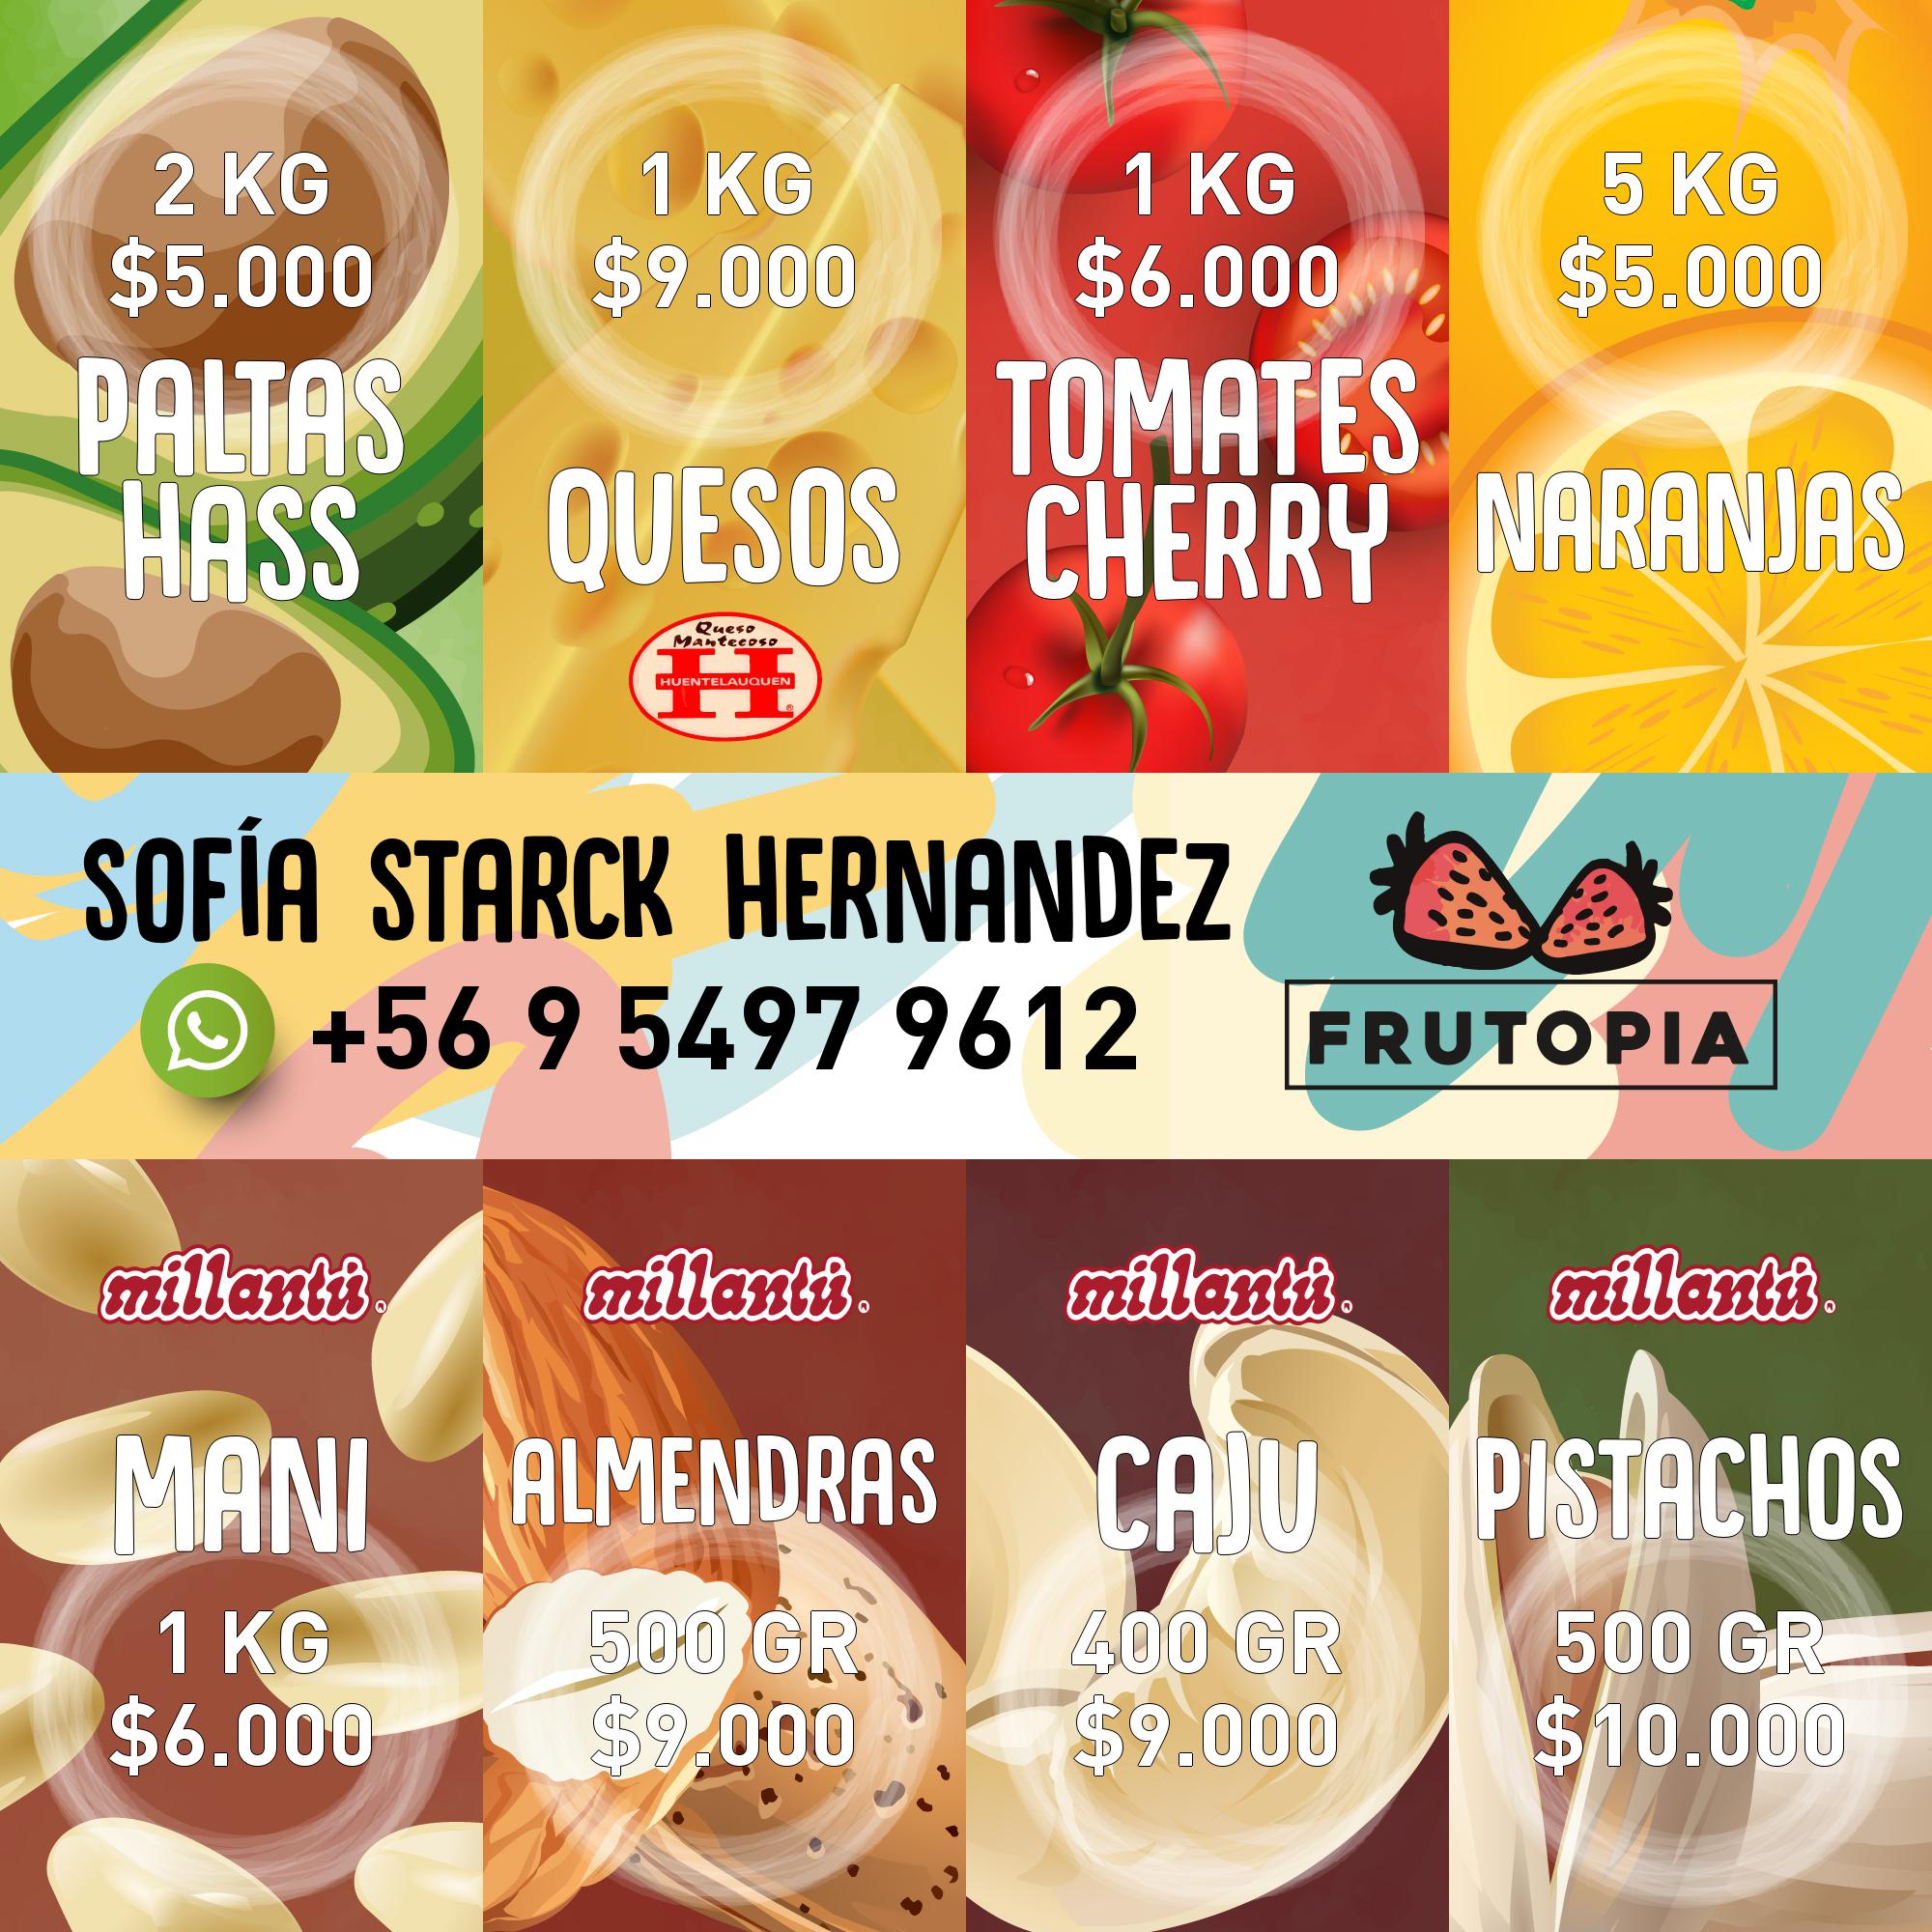 2 KG
$5.000
PALTAS
HASS
1 KG
$9.000
QUESOS
Queso
Mantecoso
H
HUENTELAUQUEN
®
1 KG
$6.000
TOMATES
CHERRY
5 KG
$5.000
NARANJAS
SOFÍA STARCK HERNANDEZ
+56 9 5497 9612
FRUTOPIA
millantú®
MANI
1 KG
$6.000
millantú®
ALMENDRAS
500 GR
$9.000
millantú®
CAJU
400 GR
$9.000
millantú®
PISTACHOS
500 GR
$10.000